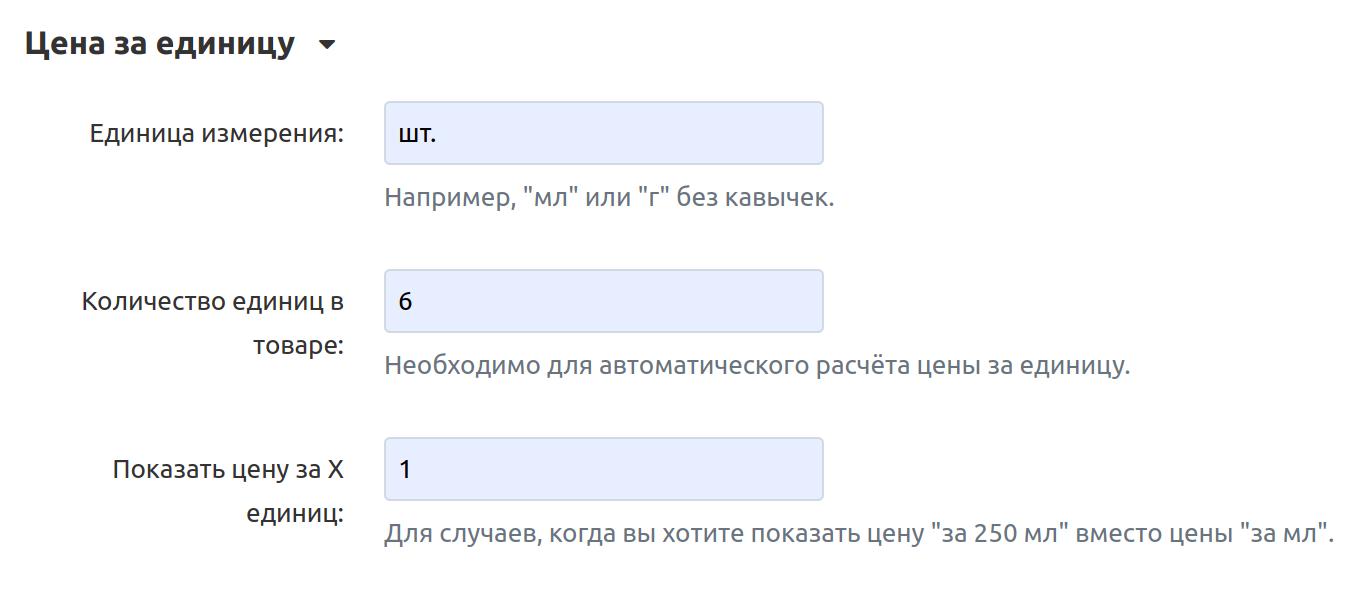 Цена за единицу
Единица измерения:
шт.
Например, "мл" или "г" без кавычек.
Количество единиц в
товаре:
6
Необходимо для автоматического расчёта цены за единицу.
Показать цену за X
единиц:
1
Для случаев, когда вы хотите показать цену "за 250 мл" вместо цены "за мл".